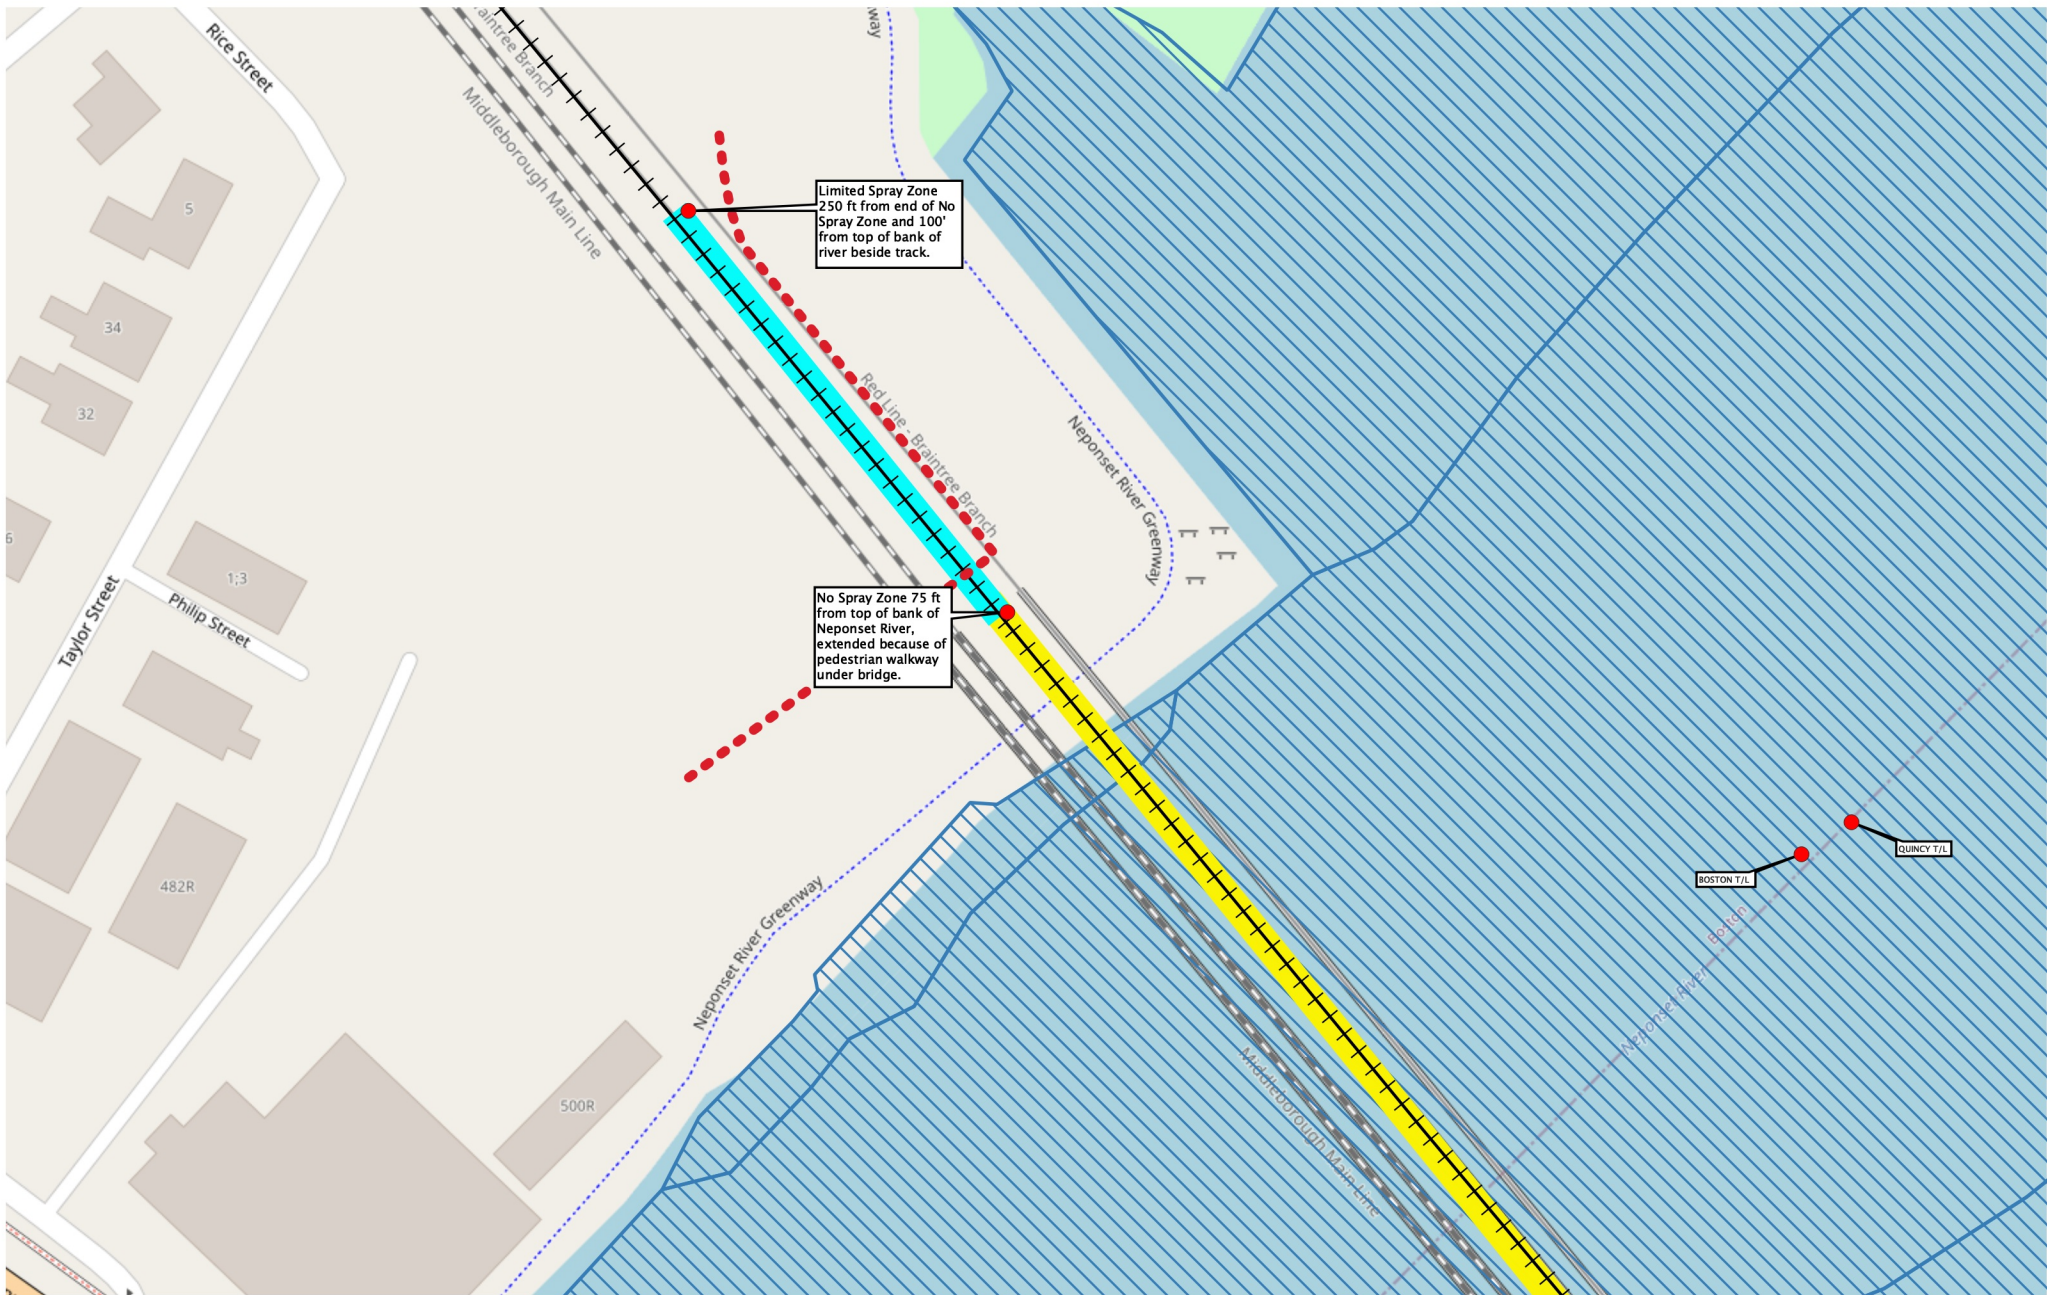 way
Rice Street
Braintree Branch
Middleborough Main Line
Limited Spray Zone
250 ft from end of No
Spray Zone and 100'
from top of bank of
river beside track.
5
34
32
6
Red Line - Braintree Branch
Neponset River Greenway
1;3
Philip Street
Taylor Street
No Spray Zone 75 ft
from top of bank of
Neponset River,
extended because of
pedestrian walkway
under bridge.
482R
Neponset River Greenway
QUINCY T/L
BOSTON T/L
Boston
Neponset River
500R
Middleborough Main Line